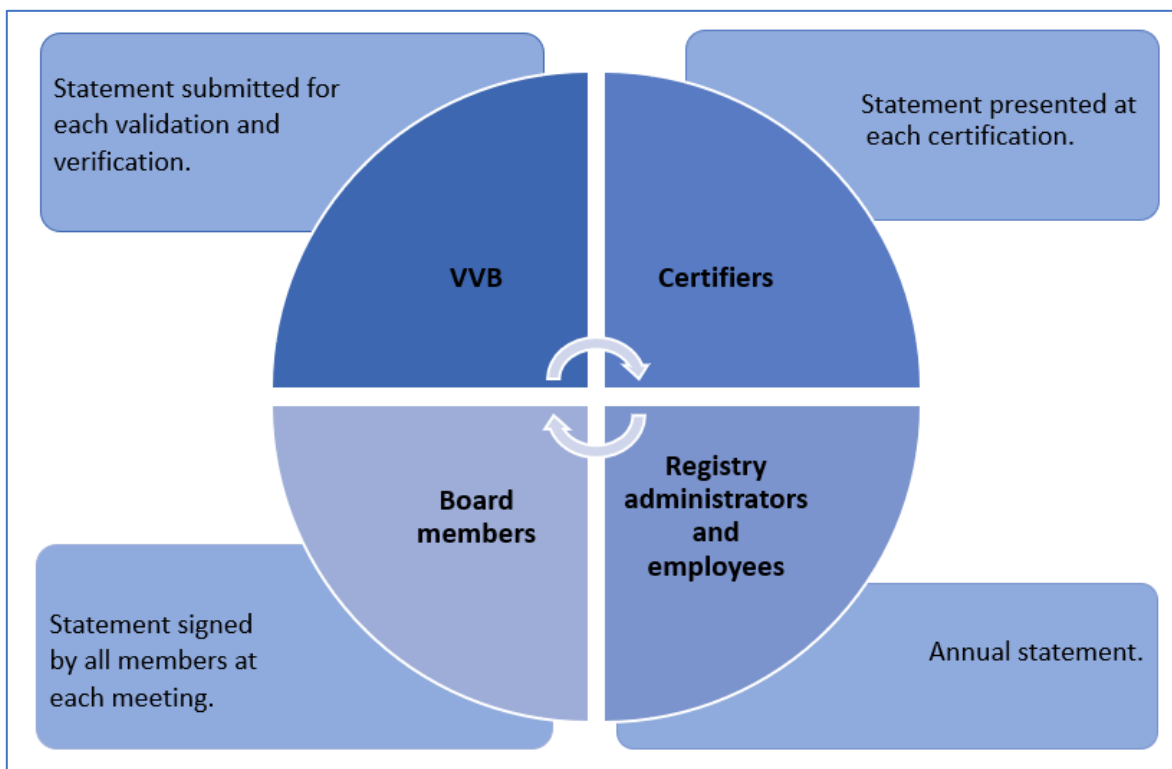 Statement submitted for
each validation and
verification.
Statement presented at
each certification.
VVB
Certifiers
Board
members
Registry
administrators
and
employees
Statement signed
by all members at
each meeting.
Annual statement.